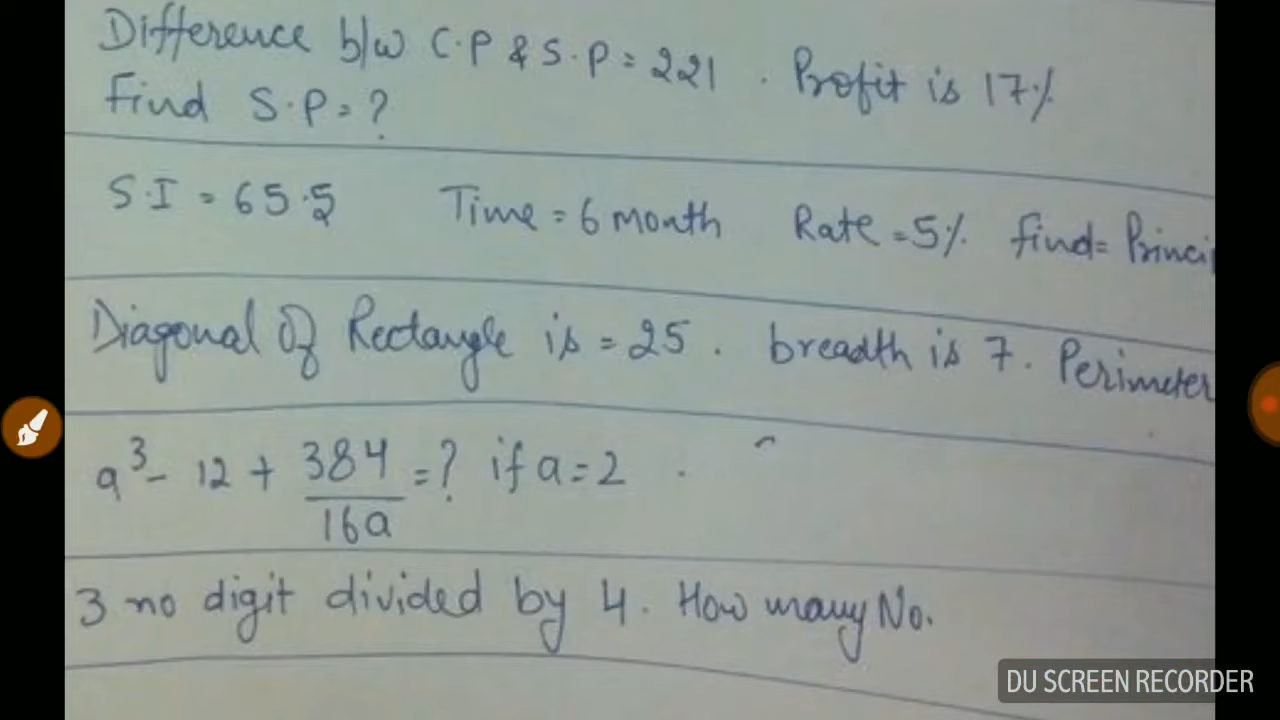 Difference b/w C.P & S.P = 221 . Profit is 17%
Find S.P = ?
S.I = 65.5 Time = 6 month Rate = 5% find = Princi
Diagonal Of Rectangle is = 25 . breadth is 7 . Perimeter
a³ - 12 + 384/16a = ? if a = 2 .
3 no digit divided by 4 . How many No.
DU SCREEN RECORDER